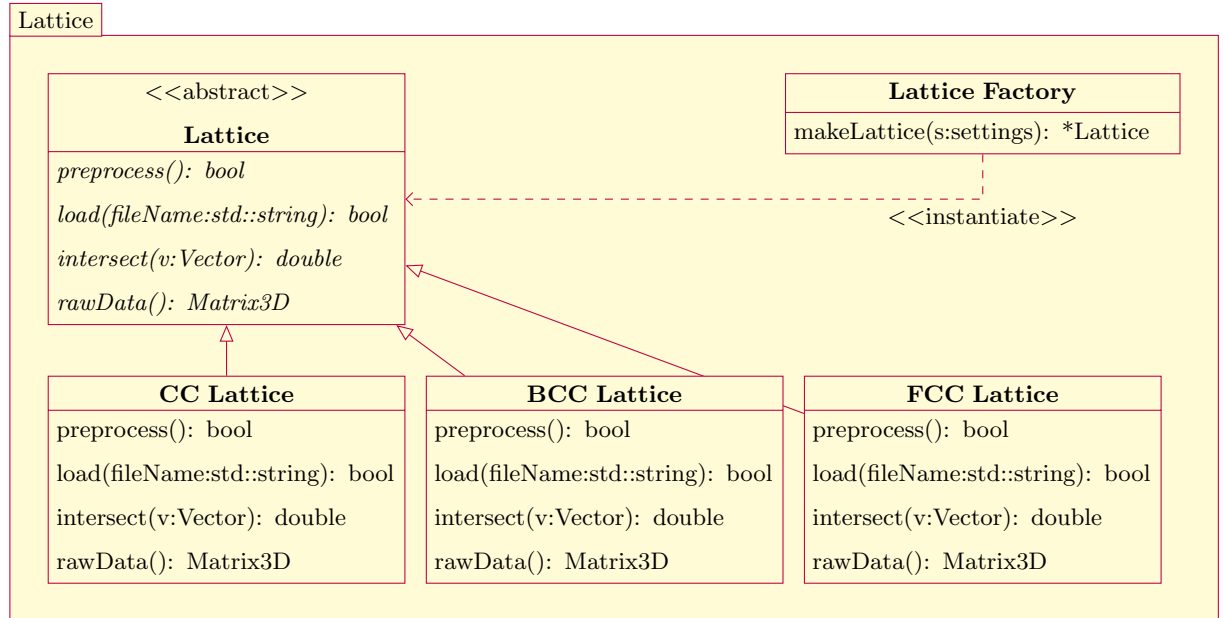 Lattice
<<abstract>>
Lattice
preprocess(): bool
load(fileName:std::string): bool
intersect(v:Vector): double
rawData(): Matrix3D
Lattice Factory
makeLattice(s:settings): *Lattice
<<instantiate>>
CC Lattice
preprocess(): bool
load(fileName:std::string): bool
intersect(v:Vector): double
rawData(): Matrix3D
BCC Lattice
preprocess(): bool
load(fileName:std::string): bool
intersect(v:Vector): double
rawData(): Matrix3D
FCC Lattice
preprocess(): bool
load(fileName:std::string): bool
intersect(v:Vector): double
rawData(): Matrix3D